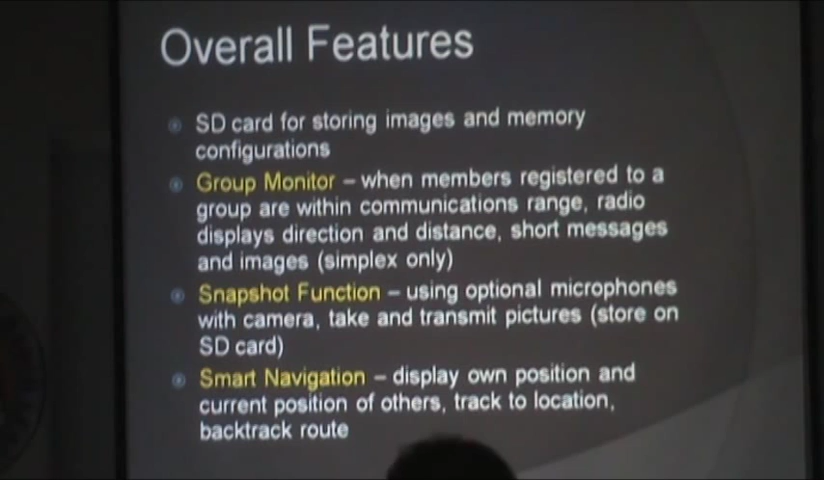 Overall Features
SD card for storing images and memory
configurations
Group Monitor – when members registered to a
group are within communications range, radio
displays direction and distance, short messages
and images (simplex only)
Snapshot Function – using optional microphones
with camera, take and transmit pictures (store on
SD card)
Smart Navigation – display own position and
current position of others, track to location,
backtrack route